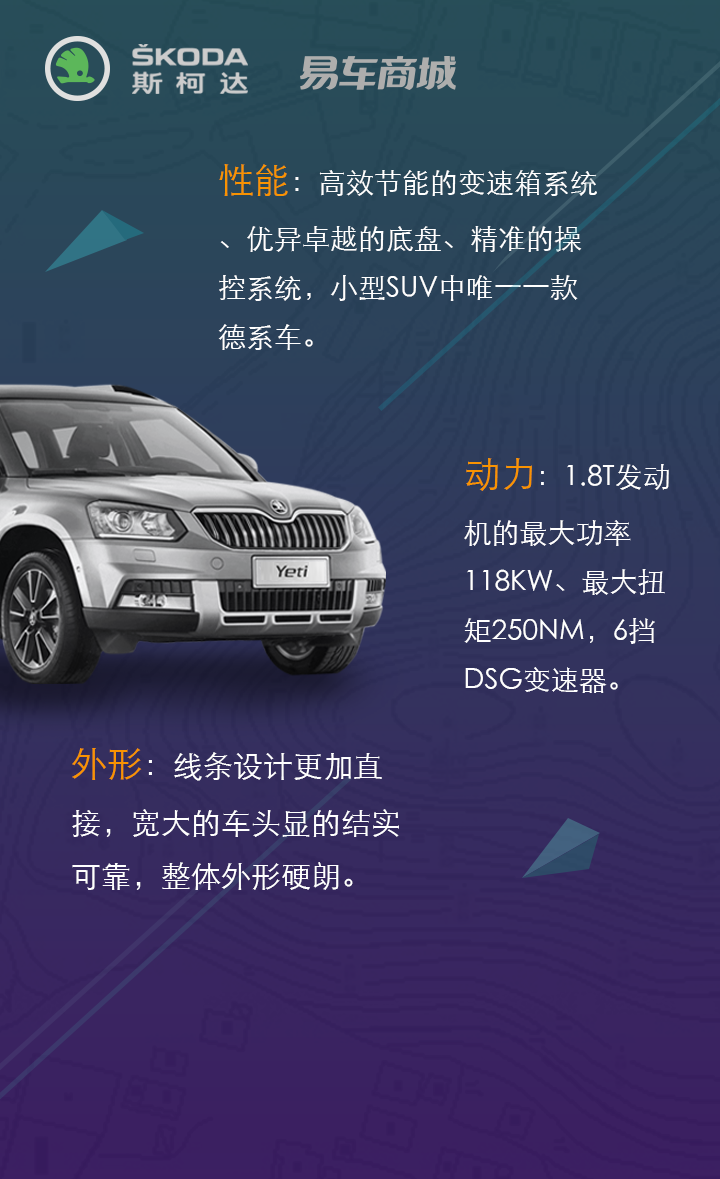 ŠKODA
斯柯达
易车商城
性能：高效节能的变速箱系统
、优异卓越的底盘、精准的操
控系统，小型SUV中唯一一款
德系车。
动力：1.8T发动
机的最大功率
118KW、最大扭
矩250NM，6挡
DSG变速器。
Yeti
外形：线条设计更加直
接，宽大的车头显的结实
可靠，整体外形硬朗。